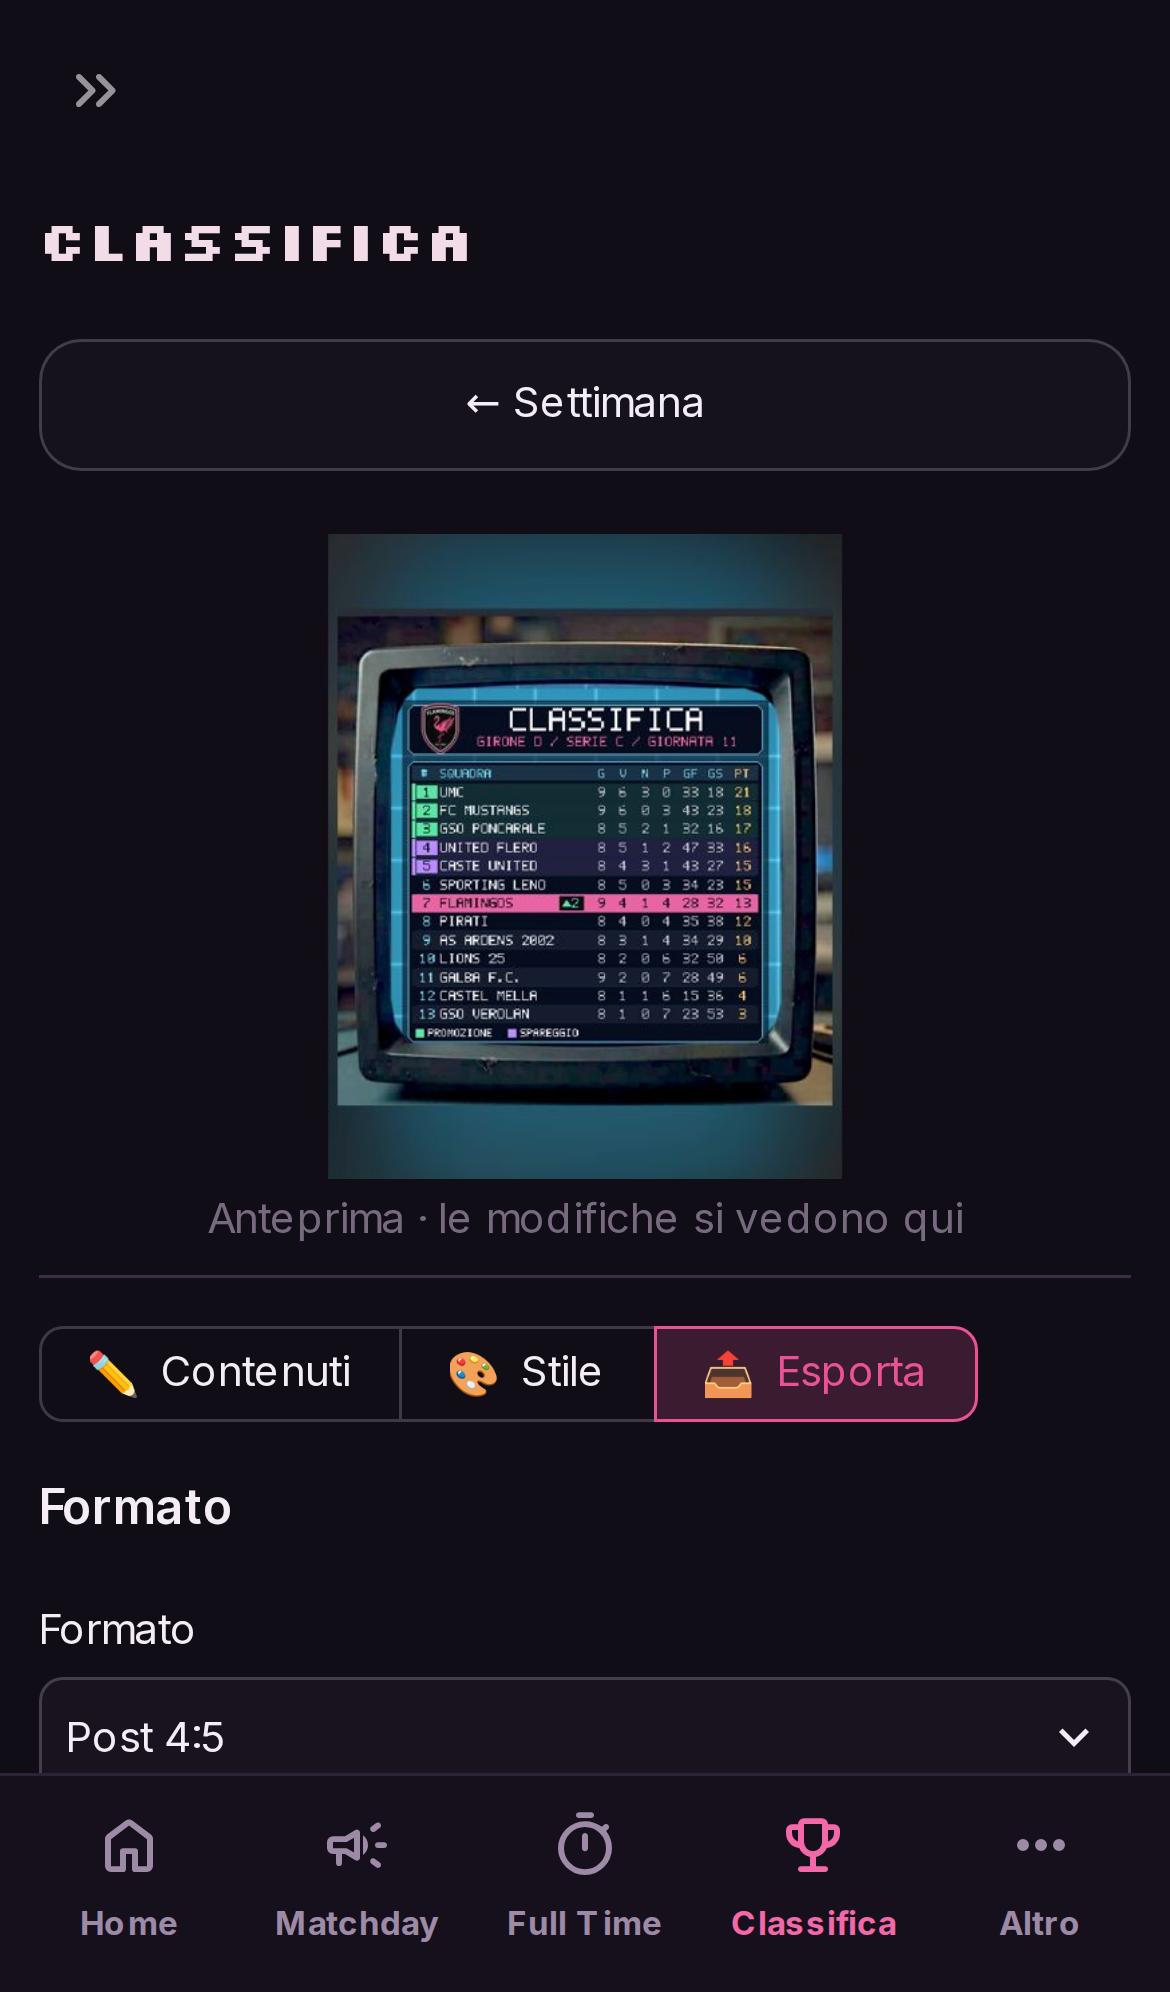 CLASSIFICA
← Settimana
FLAMINGOS
CLASSIFICA
GIRONE D / SERIE C / GIORNATA 11
# SQUADRA G V N P GF GS PT
1 UMC 9 6 3 0 33 18 21
2 FC MUSTANGS 9 6 0 3 43 23 18
3 GSO PONCARALE 8 5 2 1 32 16 17
4 UNITED FLERO 8 5 1 2 47 33 16
5 CASTE UNITED 8 4 3 1 43 27 15
6 SPORTING LENO 8 5 0 3 34 23 15
7 FLAMINGOS ▲2 9 4 1 4 28 32 13
8 PIRATI 8 4 0 4 35 38 12
9 AS ARDENS 2002 8 3 1 4 34 29 10
10 LIONS 25 8 2 0 6 32 50 6
11 GALBA F.C. 9 2 0 7 28 49 6
12 CASTEL MELLA 8 1 1 6 15 36 4
13 GSO VEROLAN 8 1 0 7 23 53 3
PROMOZIONE SPAREGGIO
Anteprima · le modifiche si vedono qui
Contenuti Stile Esporta
Formato
Formato
Post 4:5
Home Matchday Full Time Classifica Altro